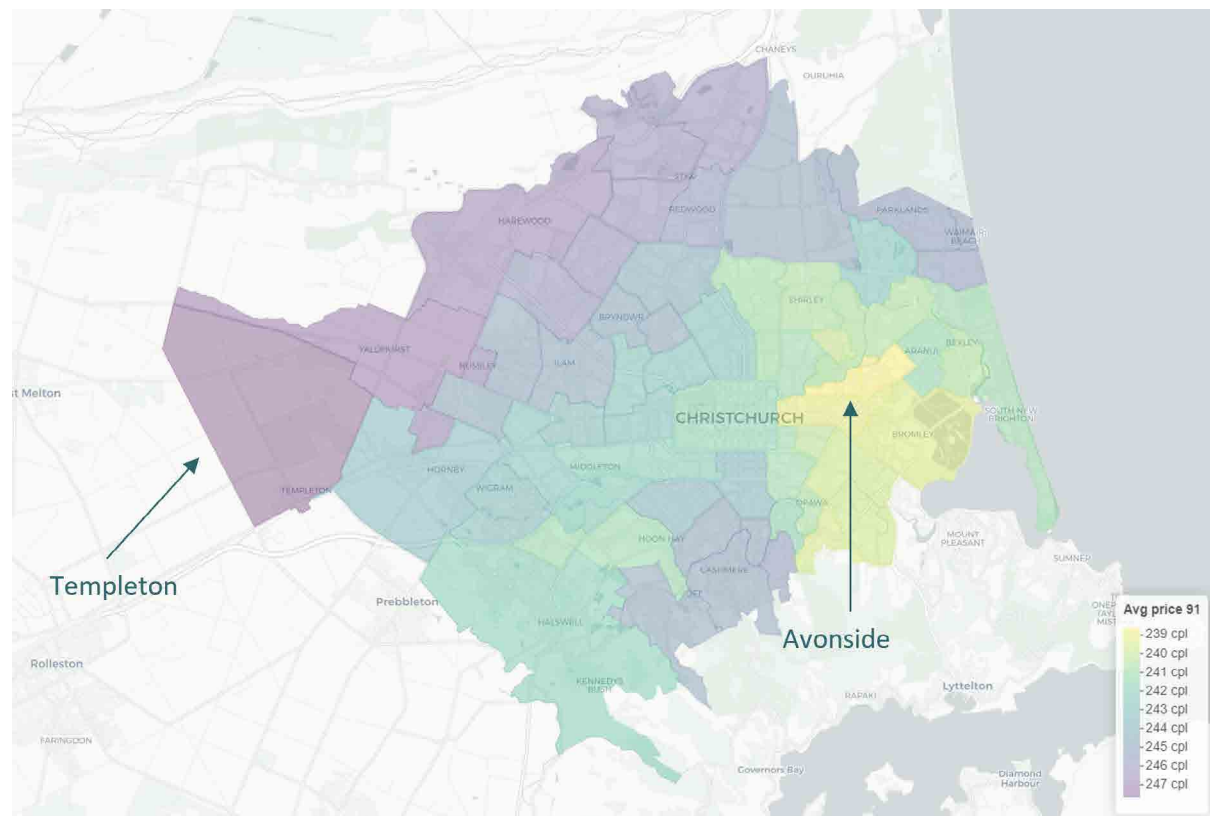 CHANEYS
OURUHIA
STYX
HAREWOOD
REDWOOD
PARKLANDS
WAIMAIRI
BEACH
SHIRLEY
BRYNDWR
YALDHURST
ARANUI
BEXLEY
RUSSLEY
ILAM
st Melton
CHRISTCHURCH
SOUTH NEW
BRIGHTON
BROMLEY
HORNBY
MIDDLETON
TEMPLETON
WIGRAM
OPAWA
HOON HAY
MOUNT
PLEASANT
SUMNER
CASHMERE
Templeton
Prebbleton
HALSWELL
Avonside
Avg price 91
239 cpl
240 cpl
241 cpl
242 cpl
243 cpl
244 cpl
245 cpl
246 cpl
247 cpl
Rolleston
KENNEDYS
BUSH
RAPAKI
Lyttelton
FARINGDON
Governors Bay
Diamond
Harbour